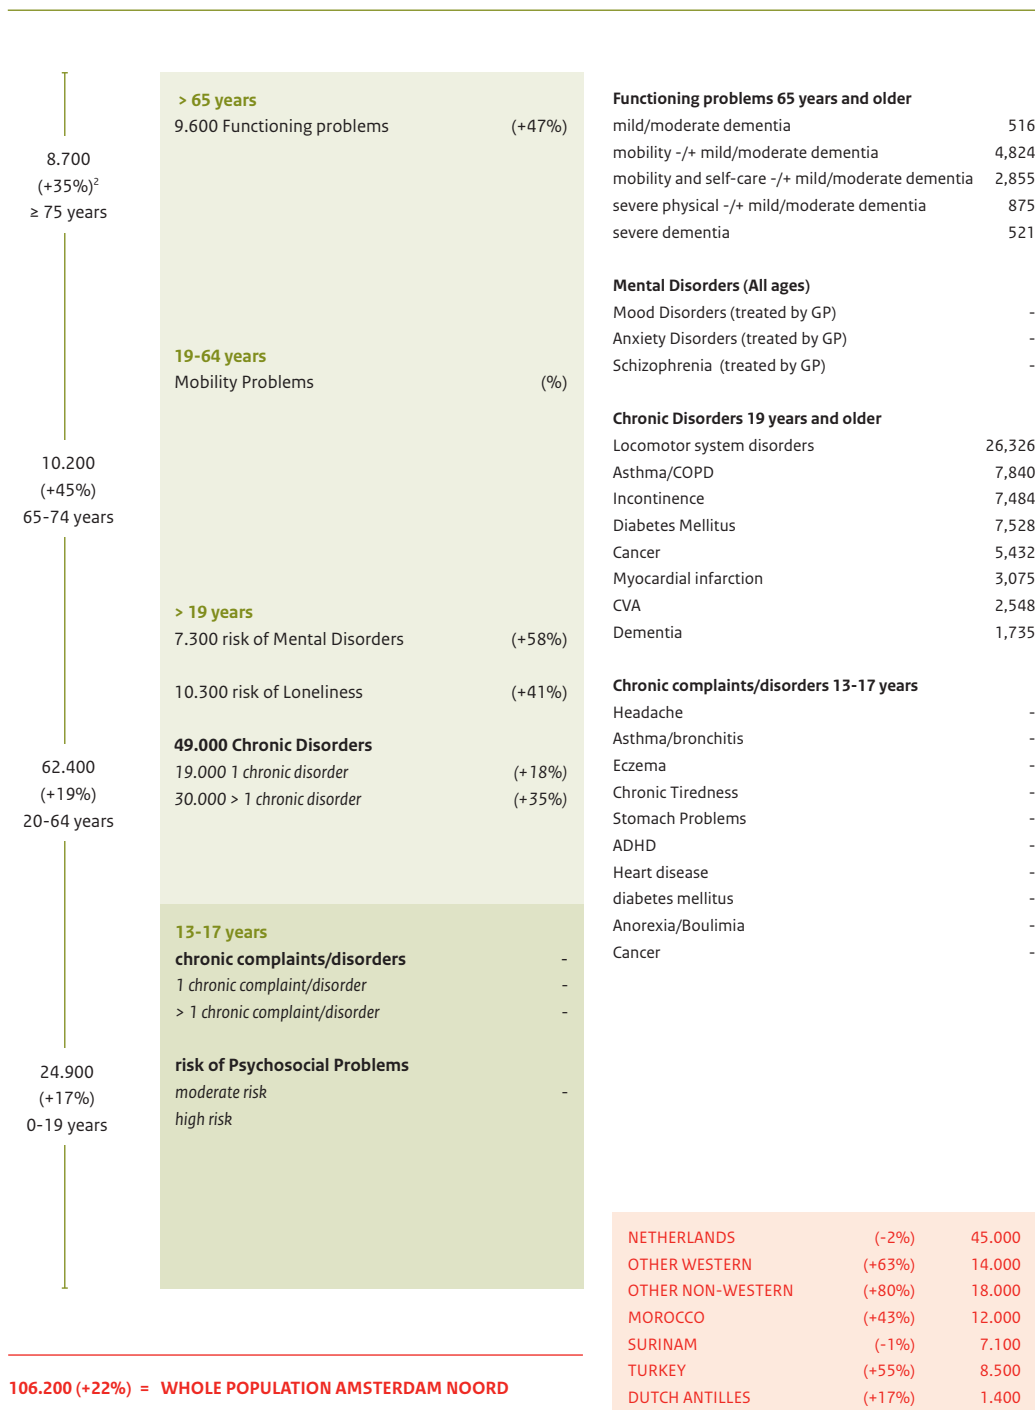 8.700
(+35%)²
≥ 75 years
10.200
(+45%)
65-74 years
62.400
(+19%)
20-64 years
24.900
(+17%)
0-19 years
> 65 years
9.600 Functioning problems (+47%)
19-64 years
Mobility Problems (%)
> 19 years
7.300 risk of Mental Disorders (+58%)
10.300 risk of Loneliness (+41%)
49.000 Chronic Disorders
19.000 1 chronic disorder (+18%)
30.000 > 1 chronic disorder (+35%)
13-17 years
chronic complaints/disorders -
1 chronic complaint/disorder -
> 1 chronic complaint/disorder -
risk of Psychosocial Problems
moderate risk -
high risk
Functioning problems 65 years and older
mild/moderate dementia 516
mobility -/+ mild/moderate dementia 4,824
mobility and self-care -/+ mild/moderate dementia 2,855
severe physical -/+ mild/moderate dementia 875
severe dementia 521
Mental Disorders (All ages)
Mood Disorders (treated by GP) -
Anxiety Disorders (treated by GP) -
Schizophrenia (treated by GP) -
Chronic Disorders 19 years and older
Locomotor system disorders 26,326
Asthma/COPD 7,840
Incontinence 7,484
Diabetes Mellitus 7,528
Cancer 5,432
Myocardial infarction 3,075
CVA 2,548
Dementia 1,735
Chronic complaints/disorders 13-17 years
Headache -
Asthma/bronchitis -
Eczema -
Chronic Tiredness -
Stomach Problems -
ADHD -
Heart disease -
diabetes mellitus -
Anorexia/Boulimia -
Cancer -
NETHERLANDS (-2%) 45.000
OTHER WESTERN (+63%) 14.000
OTHER NON-WESTERN (+80%) 18.000
MOROCCO (+43%) 12.000
SURINAM (-1%) 7.100
TURKEY (+55%) 8.500
DUTCH ANTILLES (+17%) 1.400
106.200 (+22%) = WHOLE POPULATION AMSTERDAM NOORD